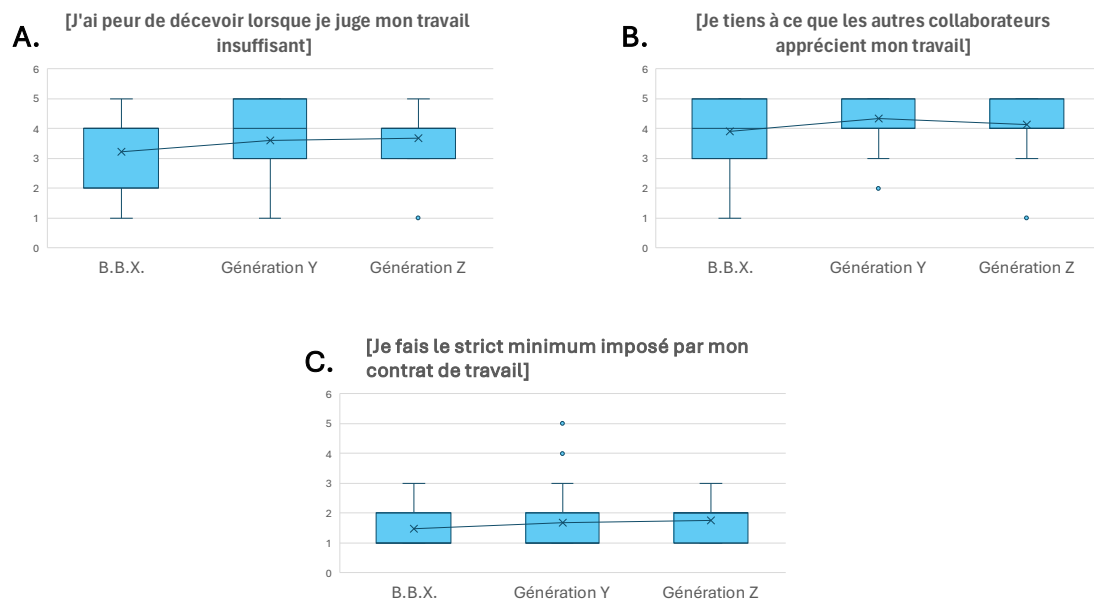 A.
[J'ai peur de décevoir lorsque je juge mon travail
insuffisant]
6
5
4
3
2
1
0
B.B.X.
Génération Y
Génération Z
B.
[Je tiens à ce que les autres collaborateurs
apprécient mon travail]
6
5
4
3
2
1
0
B.B.X.
Génération Y
Génération Z
C.
[Je fais le strict minimum imposé par mon
contrat de travail]
6
5
4
3
2
1
0
B.B.X.
Génération Y
Génération Z